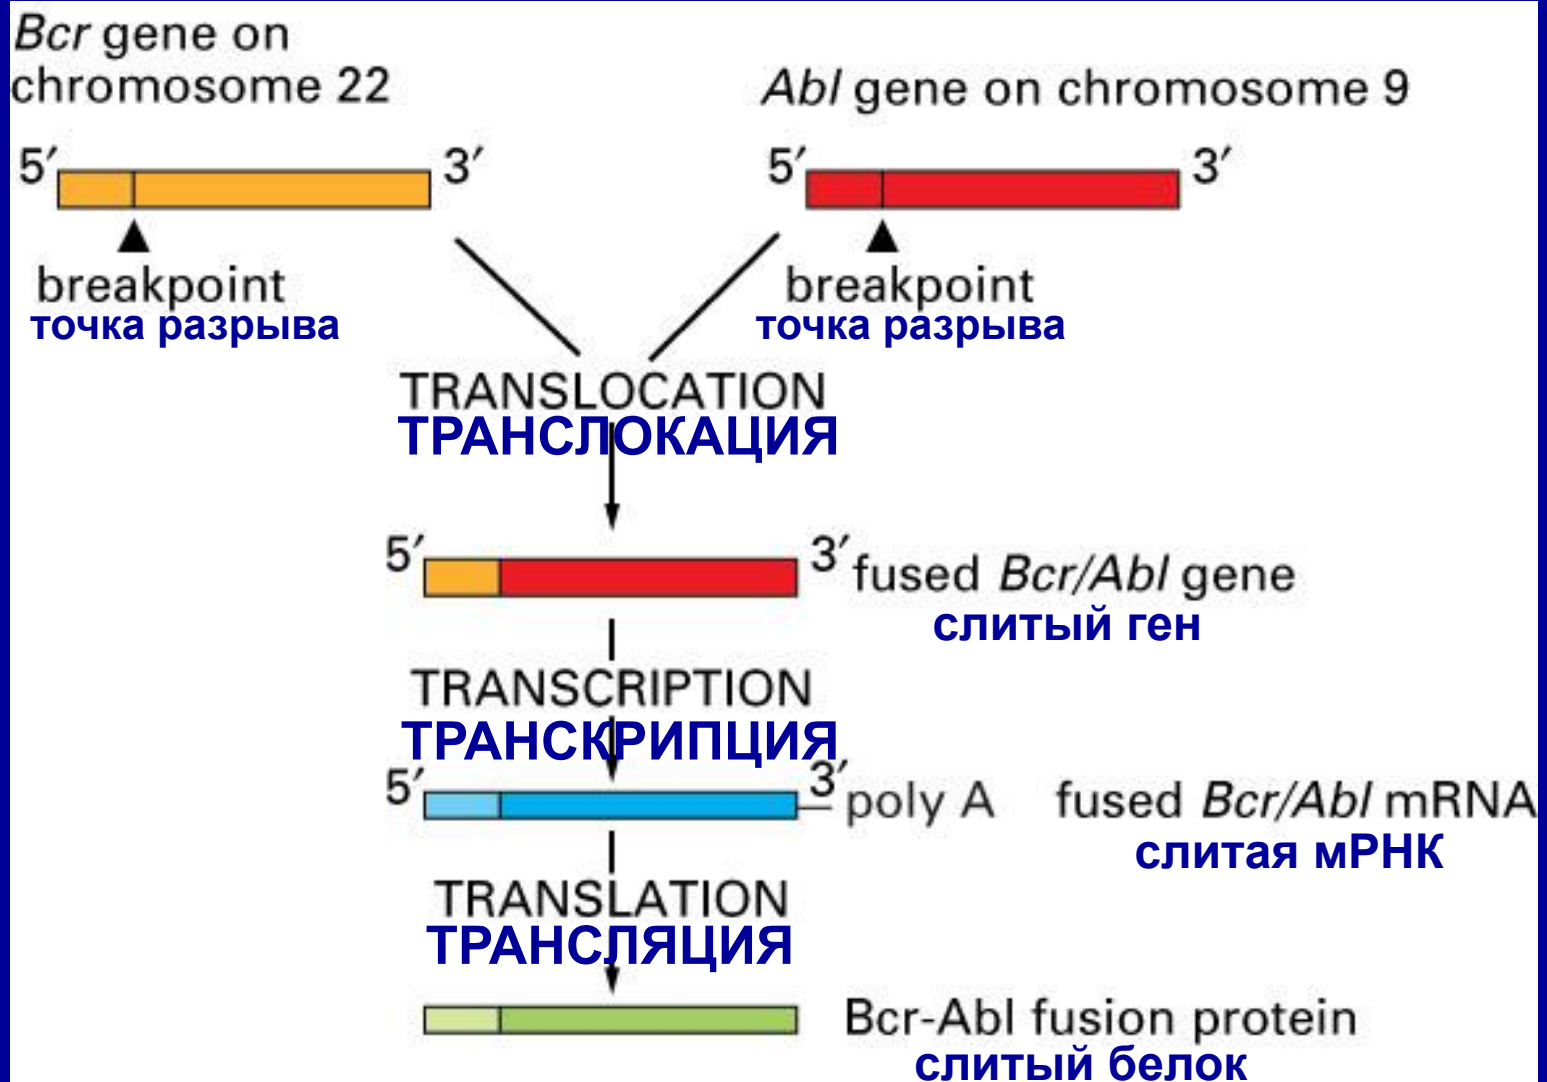 Bcr gene on
chromosome 22
Abl gene on chromosome 9
5′ 3′
5′ 3′
breakpoint
точка разрыва
breakpoint
точка разрыва
TRANSLOCATION
ТРАНСЛОКАЦИЯ
5′ 3′
fused Bcr/Abl gene
слитый ген
TRANSCRIPTION
ТРАНСКРИПЦИЯ
5′ 3′
poly A
fused Bcr/Abl mRNA
слитая мРНК
TRANSLATION
ТРАНСЛЯЦИЯ
Bcr-Abl fusion protein
слитый белок